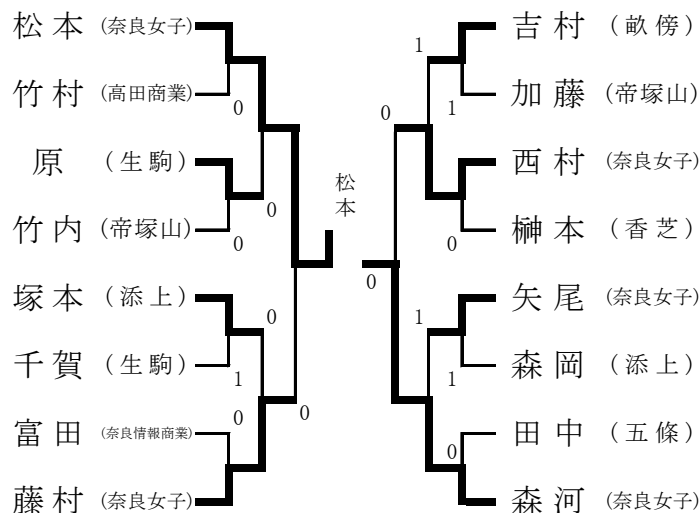 松本 (奈良女子)
竹村 (高田商業)
0
原 (生駒)
0
竹内 (帝塚山)
0
塚本 (添上)
0
千賀 (生駒)
1
富田 (奈良情報商業)
0
0
藤村 (奈良女子)
松本
0
吉村 (畝傍)
1
加藤 (帝塚山)
1
0
西村 (奈良女子)
榊本 (香芝)
0
矢尾 (奈良女子)
1
森岡 (添上)
1
田中 (五條)
0
森河 (奈良女子)